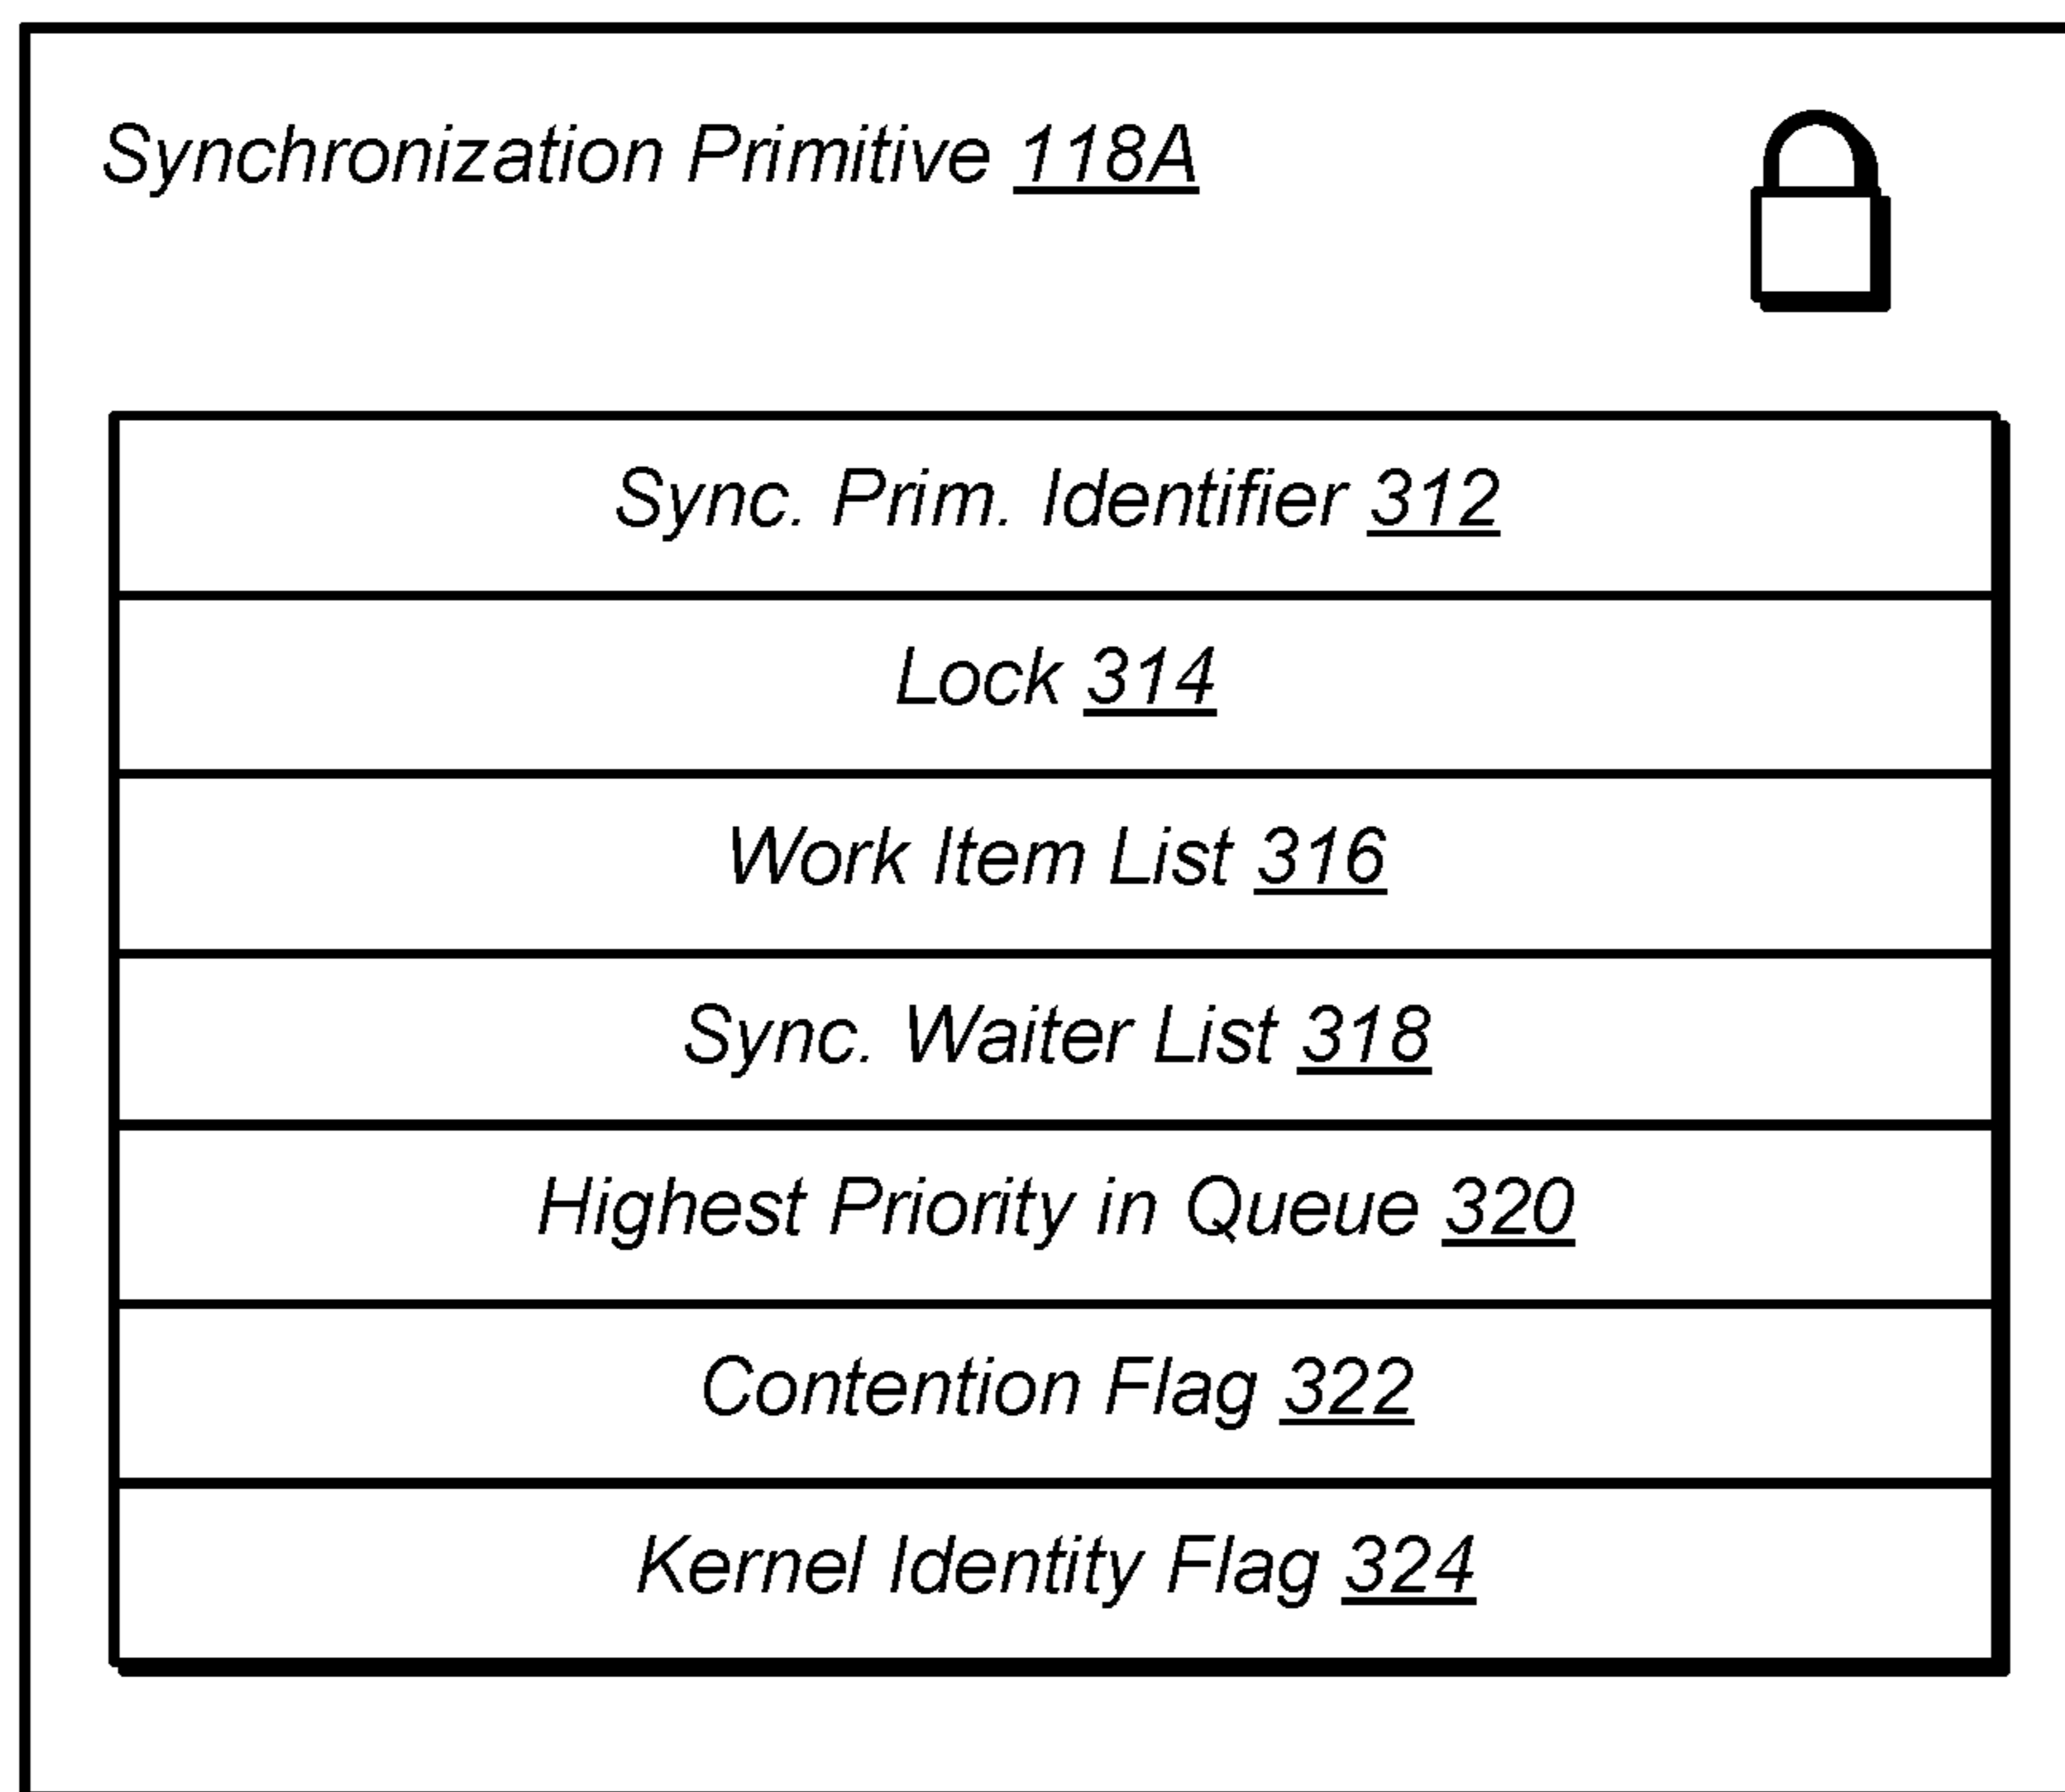 Synchronization Primitive 118A
Sync. Prim. Identifier 312
Lock 314
Work Item List 316
Sync. Waiter List 318
Highest Priority in Queue 320
Contention Flag 322
Kernel Identity Flag 324